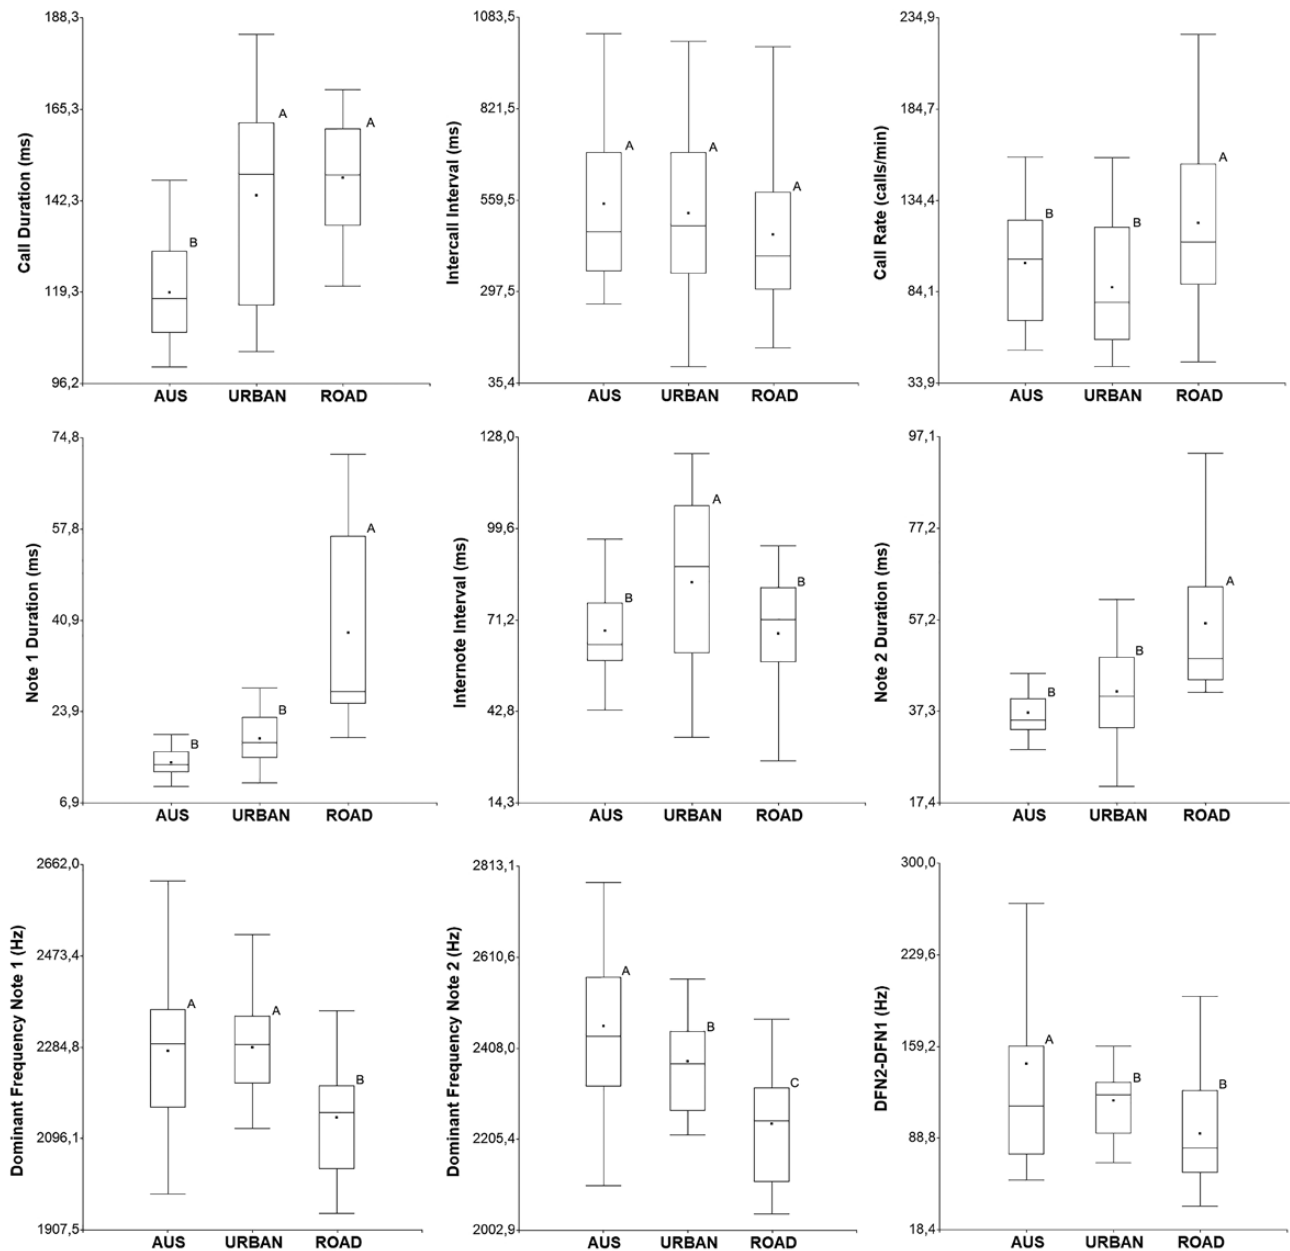 Call Duration (ms)
188,3
165,3
142,3
119,3
96,2
B
A
A
AUS URBAN ROAD
Intercall Interval (ms)
1083,5
821,5
559,5
297,5
35,4
A
A
A
AUS URBAN ROAD
Call Rate (calls/min)
234,9
184,7
134,4
84,1
33,9
B
B
A
AUS URBAN ROAD
Note 1 Duration (ms)
74,8
57,8
40,9
23,9
6,9
B
B
A
AUS URBAN ROAD
Internote Interval (ms)
128,0
99,6
71,2
42,8
14,3
B
A
B
AUS URBAN ROAD
Note 2 Duration (ms)
97,1
77,2
57,2
37,3
17,4
B
B
A
AUS URBAN ROAD
Dominant Frequency Note 1 (Hz)
2662,0
2473,4
2284,8
2096,1
1907,5
A
A
B
AUS URBAN ROAD
Dominant Frequency Note 2 (Hz)
2813,1
2610,6
2408,0
2205,4
2002,9
A
B
C
AUS URBAN ROAD
DFN2-DFN1 (Hz)
300,0
229,6
159,2
88,8
18,4
A
B
B
AUS URBAN ROAD